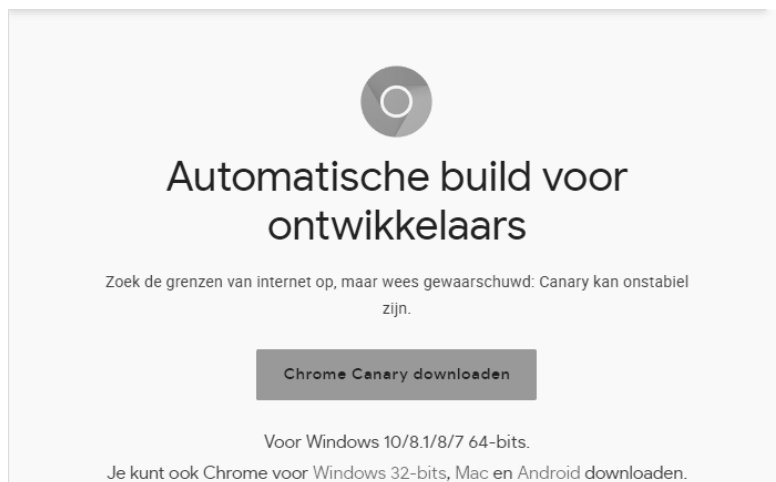 Automatische build voor
ontwikkelaars
Zoek de grenzen van internet op, maar wees gewaarschuwd: Canary kan onstabiel
zijn.
Chrome Canary downloaden
Voor Windows 10/8.1/8/7 64-bits.
Je kunt ook Chrome voor Windows 32-bits, Mac en Android downloaden.